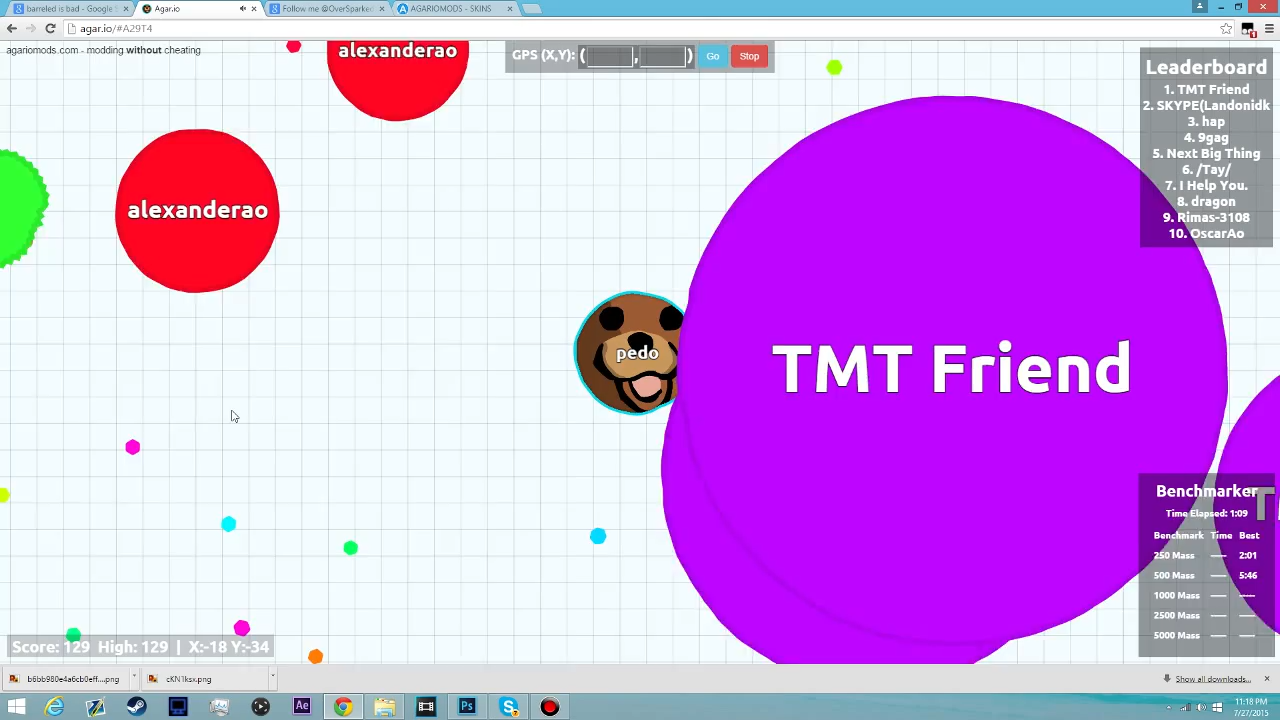 barreled is bad - Google S
Agar.io
Follow me @OverSparked
AGARIOMODS - SKINS
agar.io/#A29T4
agariomods.com - modding without cheating
GPS (X,Y): ( , ) Go Stop
alexanderao
alexanderao
pedo
TMT Friend
T
Leaderboard
1. TMT Friend
2. SKYPE(Landonidk
3. hap
4. 9gag
5. Next Big Thing
6. /Tay/
7. I Help You.
8. dragon
9. Rimas-3108
10. OscarAo
Benchmarker
Time Elapsed: 1:09
Benchmark Time Best
250 Mass —— 2:01
500 Mass —— 5:46
1000 Mass —— ——
2500 Mass —— ——
5000 Mass —— ——
Score: 129 High: 129 | X:-18 Y:-34
b6bb980e4a6cb0eff....png
cKN1ksx.png
Show all downloads...
Ae
Ps
11:18 PM
7/27/2015